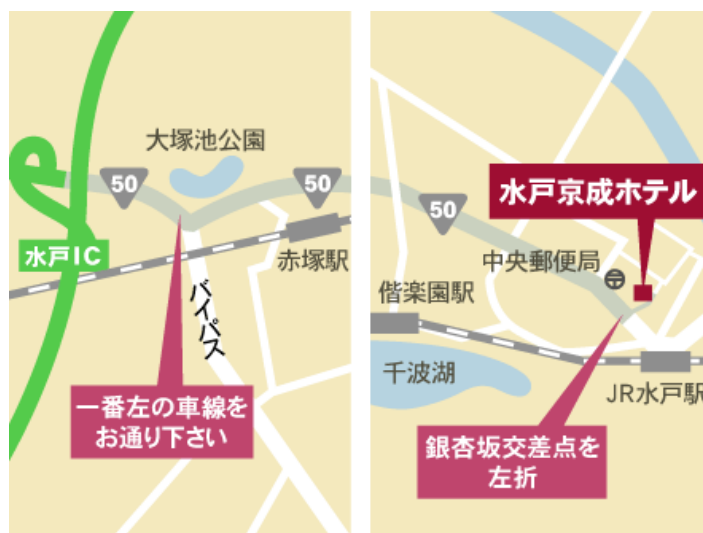 大塚池公園
50
50
水戸IC
赤塚駅
バイパス
一番左の車線を
お通り下さい
水戸京成ホテル
50
中央郵便局
〶
偕楽園駅
千波湖
JR水戸駅
銀杏坂交差点を
左折